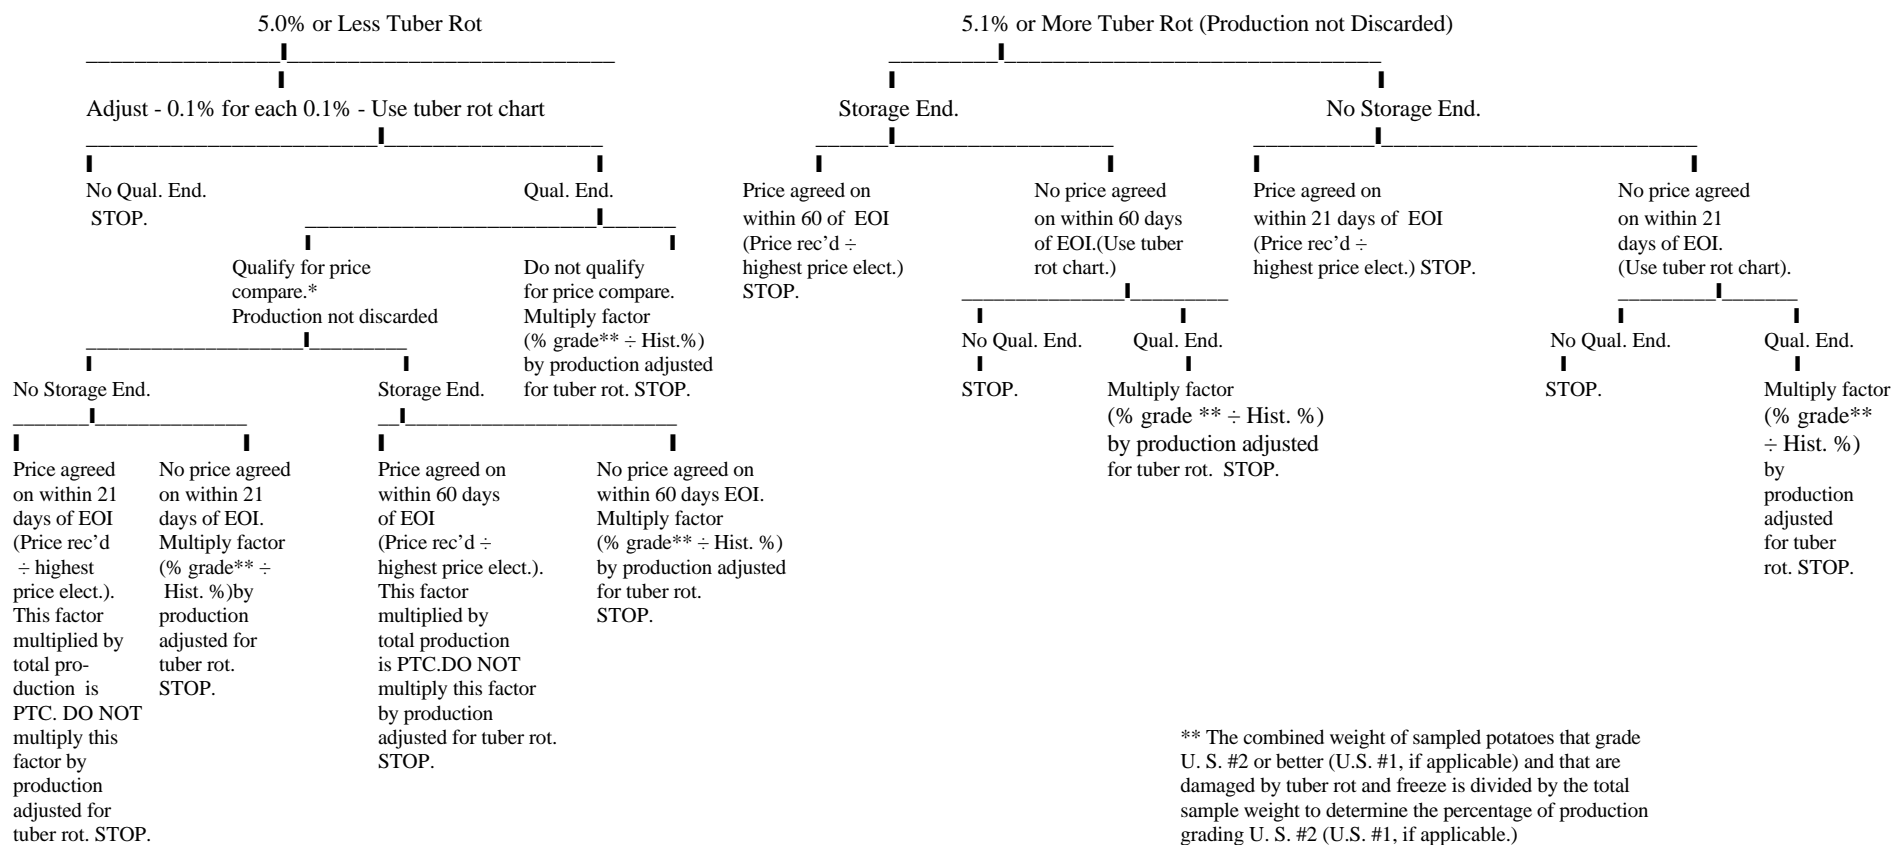 5.0% or Less Tuber Rot
5.1% or More Tuber Rot (Production not Discarded)
Adjust - 0.1% for each 0.1% - Use tuber rot chart
Storage End.
No Storage End.
No Qual. End.
STOP.
Qual. End.
Price agreed on
within 60 of EOI
(Price rec’d ÷
highest price elect.)
STOP.
No price agreed
on within 60 days
of EOI.(Use tuber
rot chart.)
Price agreed on
within 21 days of EOI
(Price rec’d ÷
highest price elect.) STOP.
No price agreed
on within 21
days of EOI.
(Use tuber rot chart).
Qualify for price
compare.*
Production not discarded
Do not qualify
for price compare.
Multiply factor
(% grade** ÷ Hist.%)
by production adjusted
for tuber rot. STOP.
No Qual. End.
STOP.
Qual. End.
Multiply factor
(% grade ** ÷ Hist. %)
by production adjusted
for tuber rot. STOP.
No Qual. End.
STOP.
Qual. End.
Multiply factor
(% grade**
÷ Hist. %)
by
production
adjusted
for tuber
rot. STOP.
No Storage End.
Storage End.
Price agreed
on within 21
days of EOI
(Price rec’d
÷ highest
price elect.).
This factor
multiplied by
total pro-
duction is
PTC. DO NOT
multiply this
factor by
production
adjusted for
tuber rot. STOP.
No price agreed
on within 21
days of EOI.
Multiply factor
(% grade** ÷
Hist. %)by
production
adjusted for
tuber rot.
STOP.
Price agreed on
within 60 days
of EOI
(Price rec’d ÷
highest price elect.).
This factor
multiplied by
total production
is PTC.DO NOT
multiply this factor
by production
adjusted for tuber rot.
STOP.
No price agreed on
within 60 days EOI.
Multiply factor
(% grade** ÷ Hist. %)
by production adjusted
for tuber rot.
STOP.
** The combined weight of sampled potatoes that grade
U. S. #2 or better (U.S. #1, if applicable) and that are
damaged by tuber rot and freeze is divided by the total
sample weight to determine the percentage of production
grading U. S. #2 (U.S. #1, if applicable.)